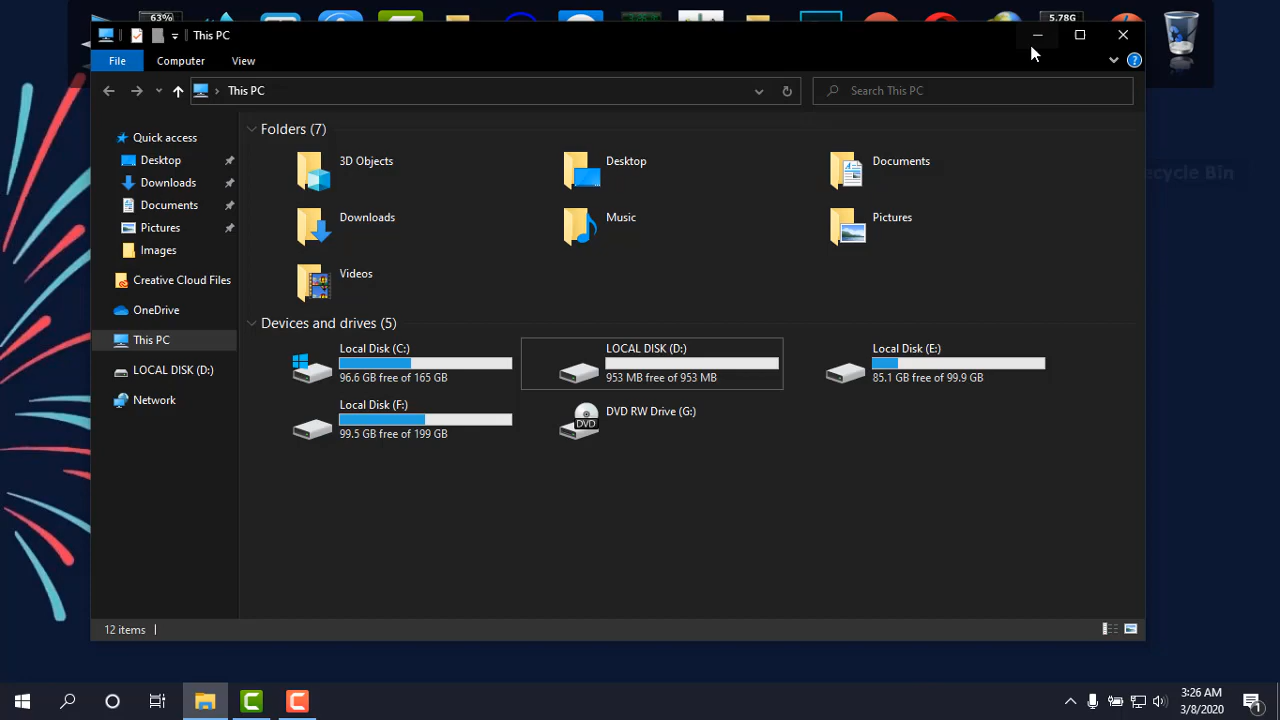 63%
5.78G
This PC
File Computer View
This PC
Search This PC
Quick access
Desktop
Downloads
Documents
Pictures
Images
Creative Cloud Files
OneDrive
This PC
LOCAL DISK (D:)
Network
Folders (7)
3D Objects
Desktop
Documents
Downloads
Music
Pictures
Videos
Devices and drives (5)
Local Disk (C:)
96.6 GB free of 165 GB
LOCAL DISK (D:)
953 MB free of 953 MB
Local Disk (E:)
85.1 GB free of 99.9 GB
Local Disk (F:)
99.5 GB free of 199 GB
DVD RW Drive (G:)
DVD
ecycle Bin
12 items
3:26 AM
3/8/2020
1